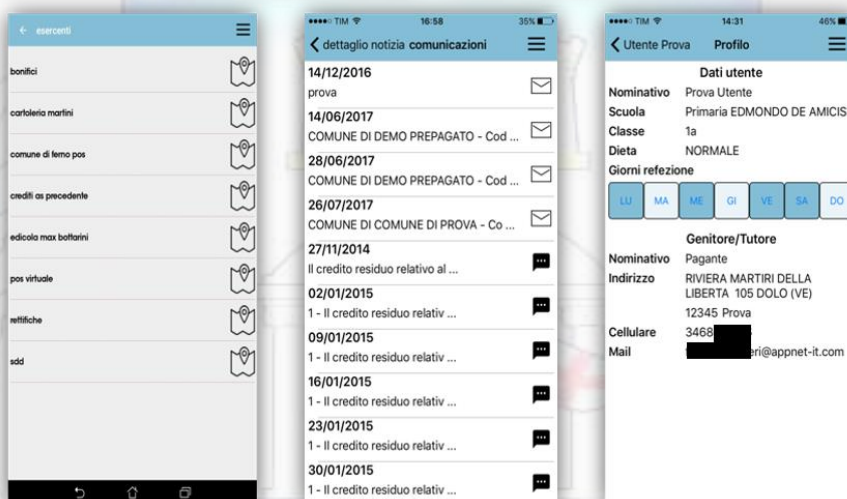 esercenti
bonifici
cartoleria martini
comune di ferno pos
crediti as precedente
edicola max bottarini
pos virtuale
rettifiche
sdd
TIM 16:58 35%
dettaglio notizia comunicazioni
14/12/2016
prova
14/06/2017
COMUNE DI DEMO PREPAGATO - Cod ...
28/06/2017
COMUNE DI DEMO PREPAGATO - Cod ...
26/07/2017
COMUNE DI COMUNE DI PROVA - Co ...
27/11/2014
Il credito residuo relativo al ...
02/01/2015
1 - Il credito residuo relativ ...
09/01/2015
1 - Il credito residuo relativ ...
16/01/2015
1 - Il credito residuo relativ ...
23/01/2015
1 - Il credito residuo relativ ...
30/01/2015
1 - Il credito residuo relativ ...
TIM 14:31 46%
Utente Prova Profilo
Dati utente
Nominativo Prova Utente
Scuola Primaria EDMONDO DE AMICIS
Classe 1a
Dieta NORMALE
Giorni refezione
LU MA ME GI VE SA DO
Genitore/Tutore
Nominativo Pagante
Indirizzo RIVIERA MARTIRI DELLA
LIBERTA 105 DOLO (VE)
12345 Prova
Cellulare 3468
Mail eri@appnet-it.com